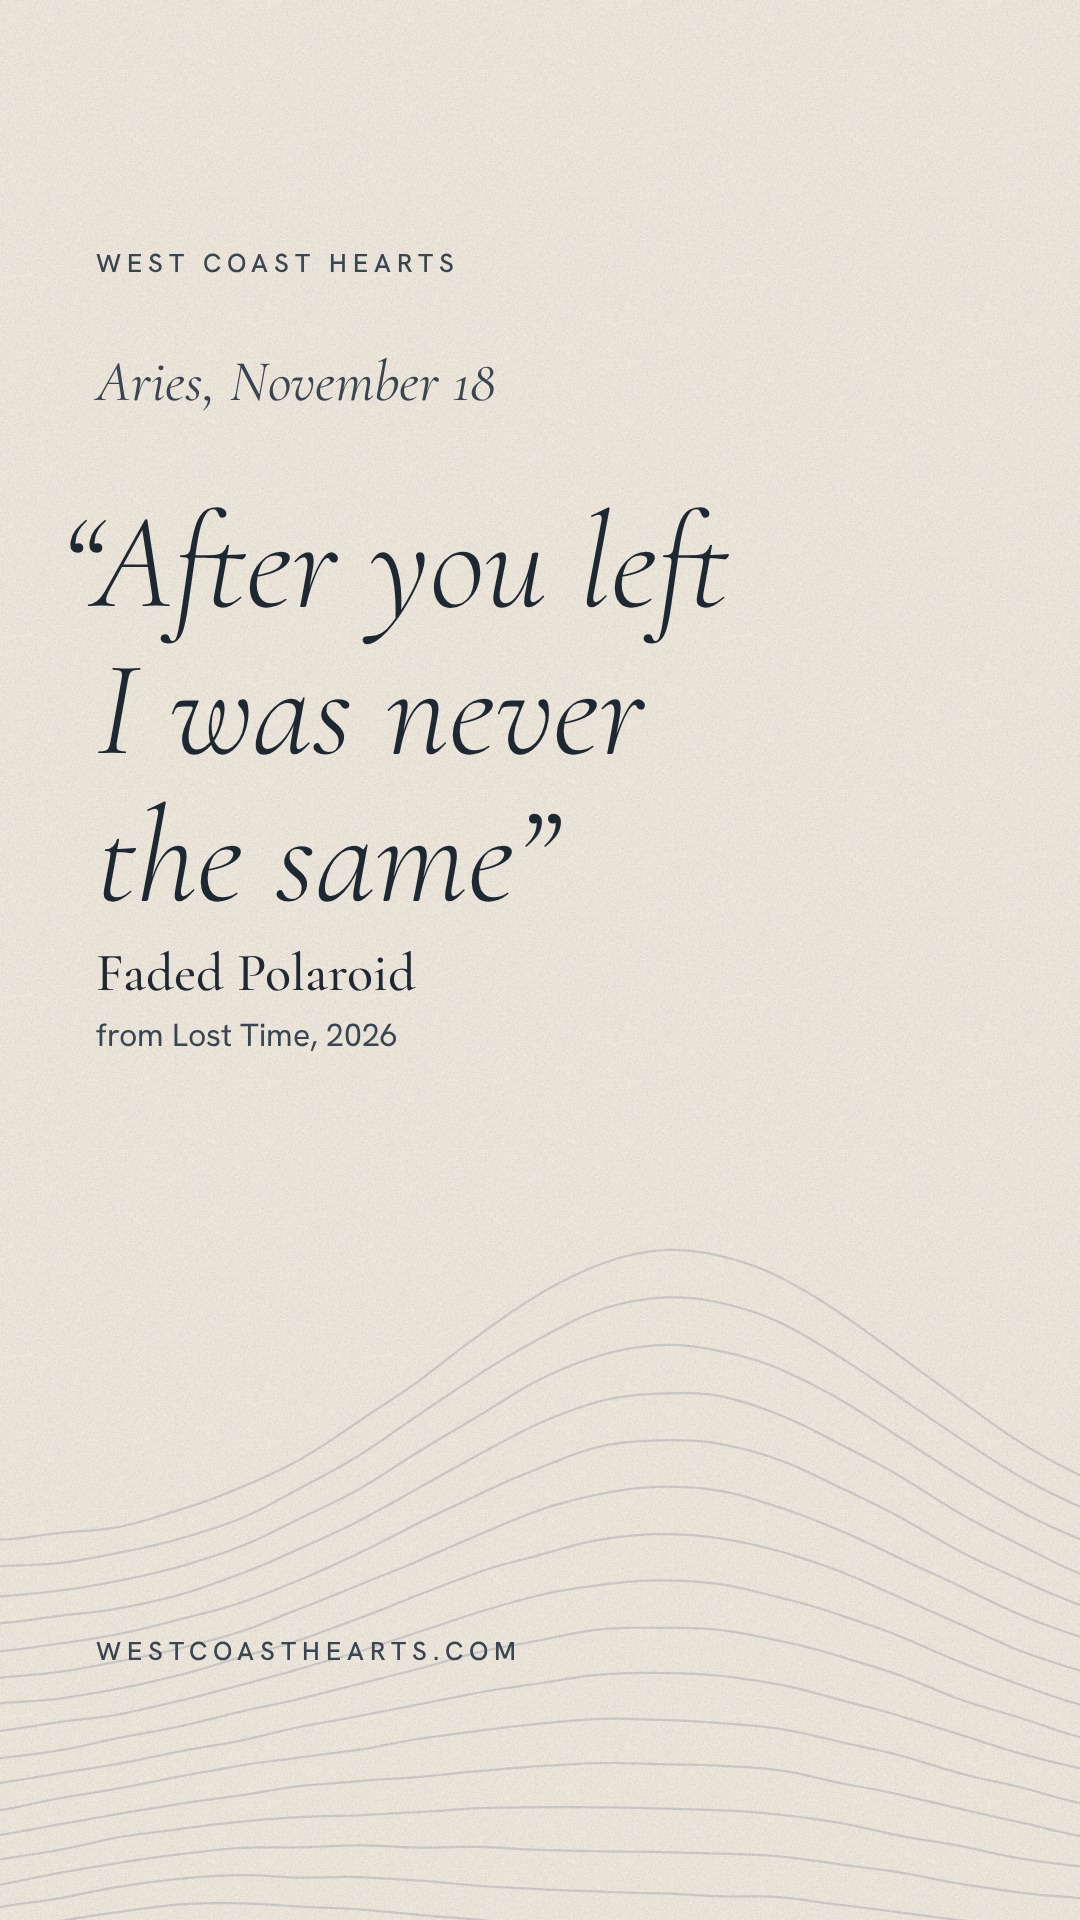 WEST COAST HEARTS
Aries, November 18
“After you left
I was never
the same”
Faded Polaroid
from Lost Time, 2026
WESTCOASTHEARTS.COM